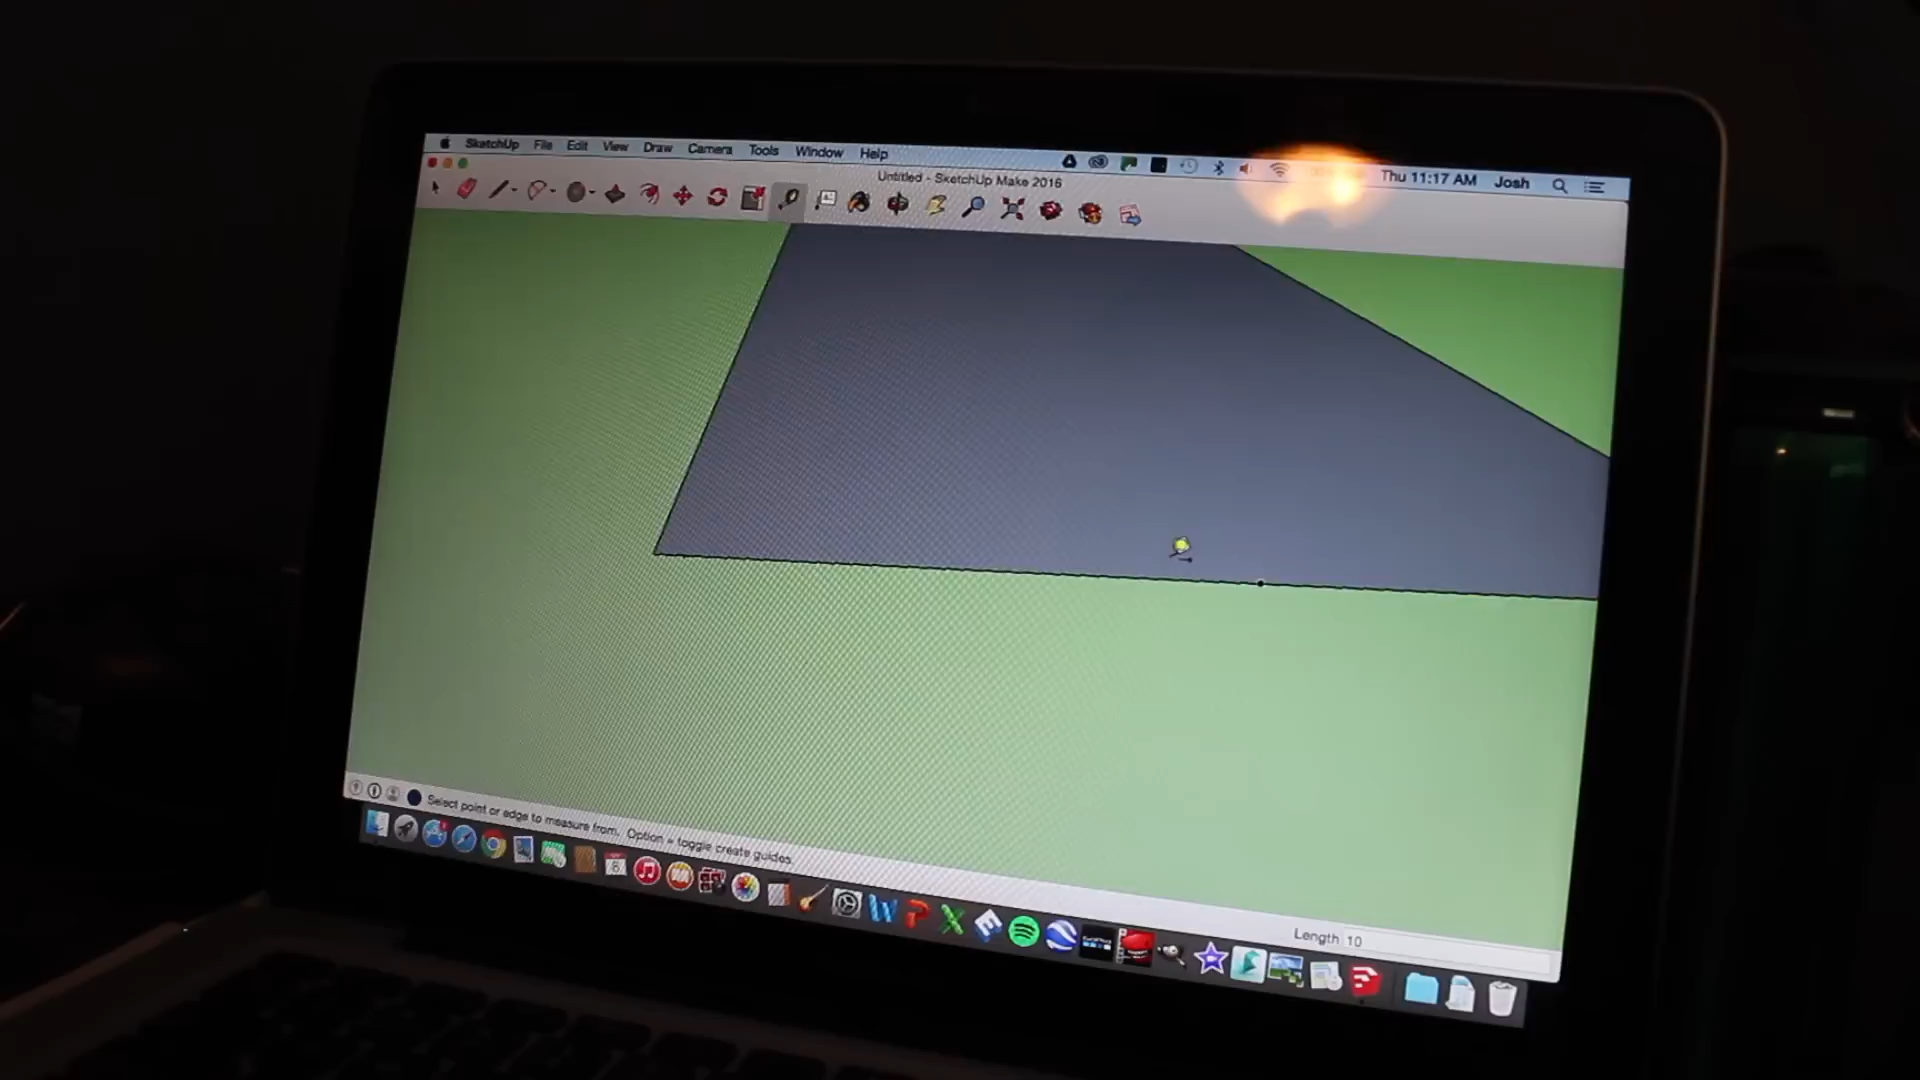 SketchUp File Edit View Draw Camera Tools Window Help Thu 11:17 AM Josh
Untitled - SketchUp Make 2016
Select point or edge to measure from. Option = toggle create guides.
Length 10